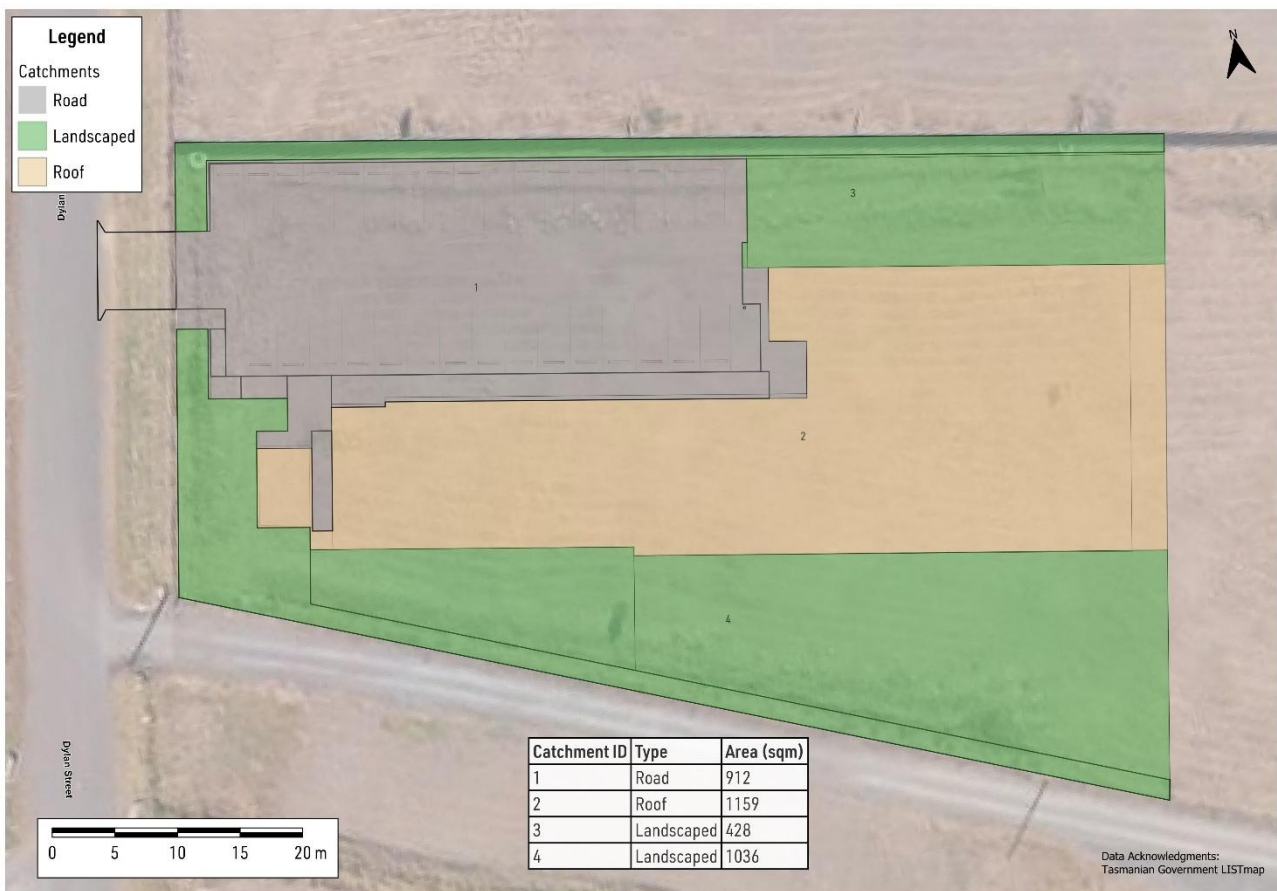 Legend
Catchments
Road
Landscaped
Roof
N
Dylan
1
3
2
4
Dylan Street
Catchment ID Type Area (sqm)
1 Road 912
2 Roof 1159
3 Landscaped 428
4 Landscaped 1036
0 5 10 15 20 m
Data Acknowledgments:
Tasmanian Government LISTmap